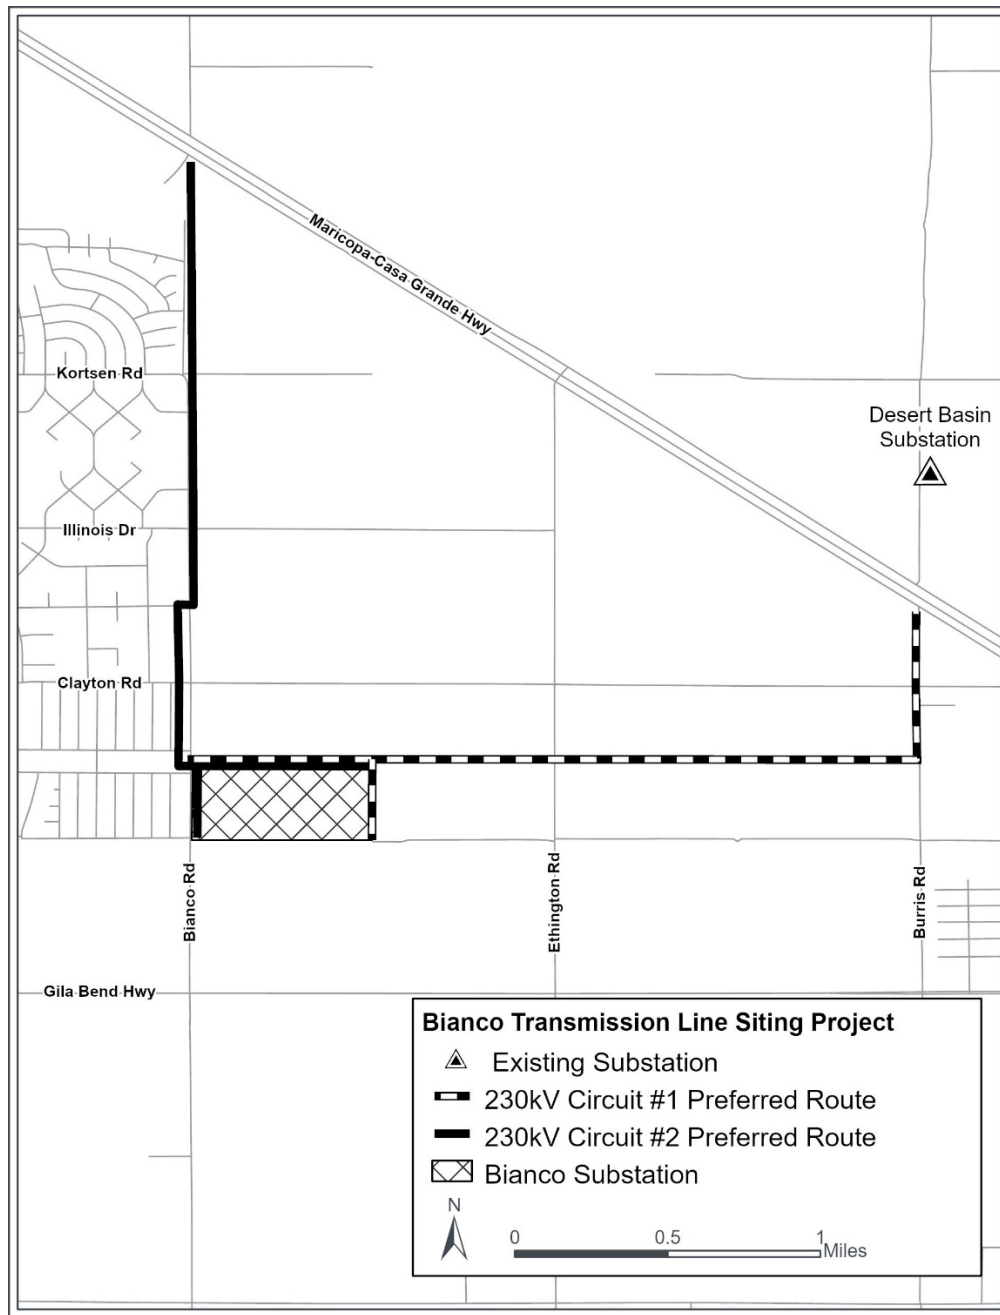 Maricopa-Casa Grande Hwy
Kortsen Rd
Desert Basin
Substation
Illinois Dr
Clayton Rd
Bianco Rd
Ethington Rd
Burris Rd
Gila Bend Hwy
Bianco Transmission Line Siting Project
Existing Substation
230kV Circuit #1 Preferred Route
230kV Circuit #2 Preferred Route
Bianco Substation
N
0 0.5 1
Miles